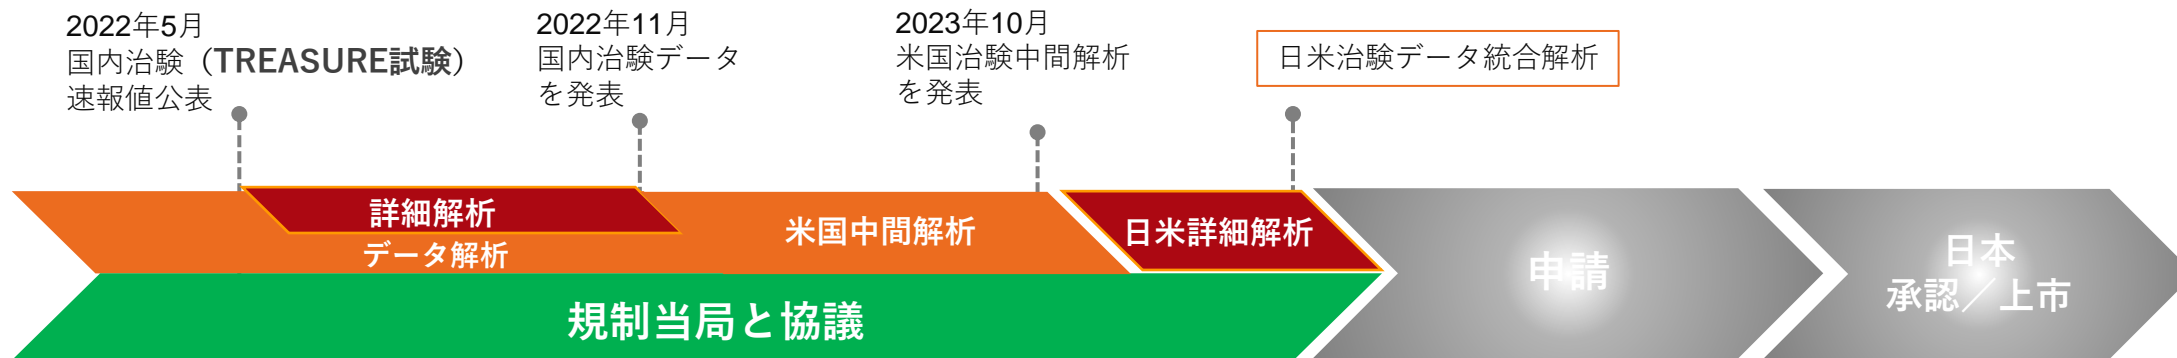 2022年5月
国内治験（TREASURE試験）
速報値公表
2022年11月
国内治験データ
を発表
2023年10月
米国治験中間解析
を発表
日米治験データ統合解析
詳細解析
データ解析
米国中間解析
日米詳細解析
規制当局と協議
申請
日本
承認／上市